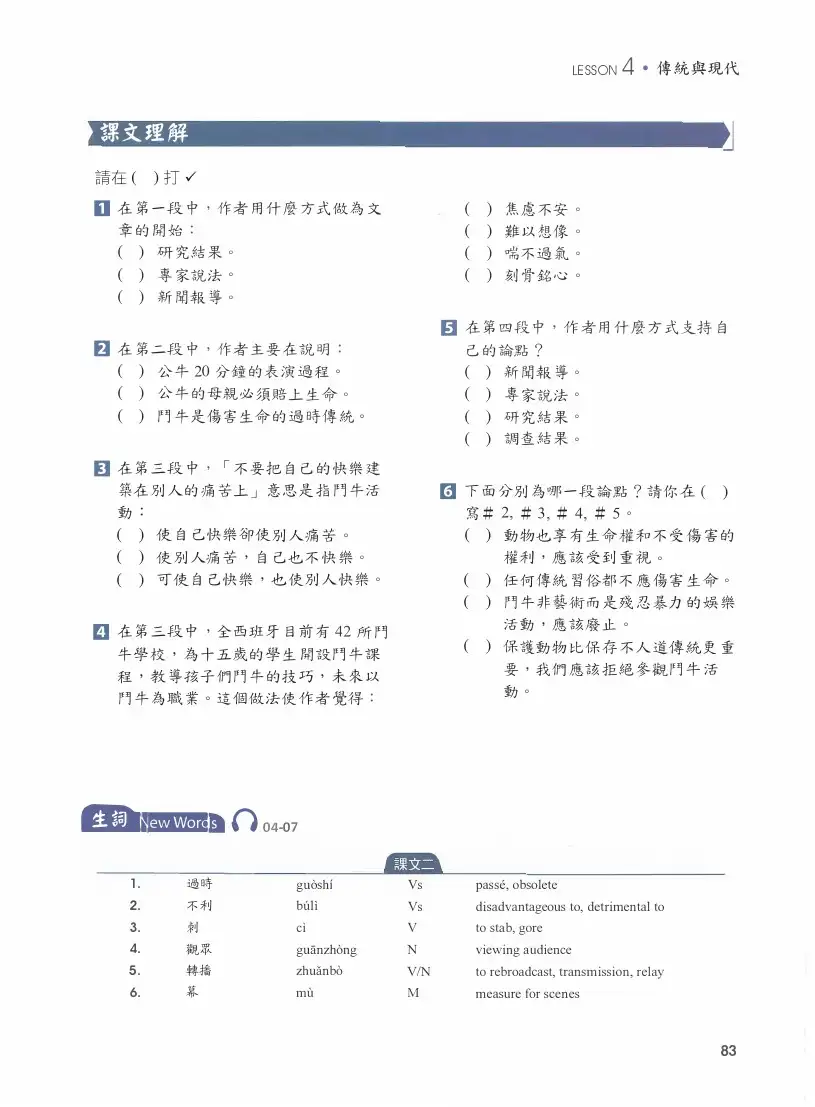 LESSON 4 • 傳統與現代
課文理解
請在 ( ) 打 ✓
1 在第一段中，作者用什麼方式做為文
章的開始：
( ) 研究結果。
( ) 專家說法。
( ) 新聞報導。
2 在第二段中，作者主要在說明：
( ) 公牛 20 分鐘的表演過程。
( ) 公牛的母親必須賠上生命。
( ) 鬥牛是傷害生命的過時傳統。
3 在第三段中，「不要把自己的快樂建
築在別人的痛苦上」意思是指鬥牛活
動：
( ) 使自己快樂卻使別人痛苦。
( ) 使別人痛苦，自己也不快樂。
( ) 可使自己快樂，也使別人快樂。
4 在第三段中，全西班牙目前有 42 所鬥
牛學校，為十五歲的學生開設鬥牛課
程，教導孩子們鬥牛的技巧，未來以
鬥牛為職業。這個做法使作者覺得：
( ) 焦慮不安。
( ) 難以想像。
( ) 喘不過氣。
( ) 刻骨銘心。
5 在第四段中，作者用什麼方式支持自
己的論點？
( ) 新聞報導。
( ) 專家說法。
( ) 研究結果。
( ) 調查結果。
6 下面分別為哪一段論點？請你在 ( )
寫 # 2, # 3, # 4, # 5。
( ) 動物也享有生命權和不受傷害的
權利，應該受到重視。
( ) 任何傳統習俗都不應傷害生命。
( ) 鬥牛非藝術而是殘忍暴力的娛樂
活動，應該廢止。
( ) 保護動物比保存不人道傳統更重
要，我們應該拒絕參觀鬥牛活
動。
生詞 New Words 04-07
課文二
1. 過時 guòshí Vs passé, obsolete
2. 不利 búlì Vs disadvantageous to, detrimental to
3. 刺 cì V to stab, gore
4. 觀眾 guānzhòng N viewing audience
5. 轉播 zhuǎnbò V/N to rebroadcast, transmission, relay
6. 幕 mù M measure for scenes
83